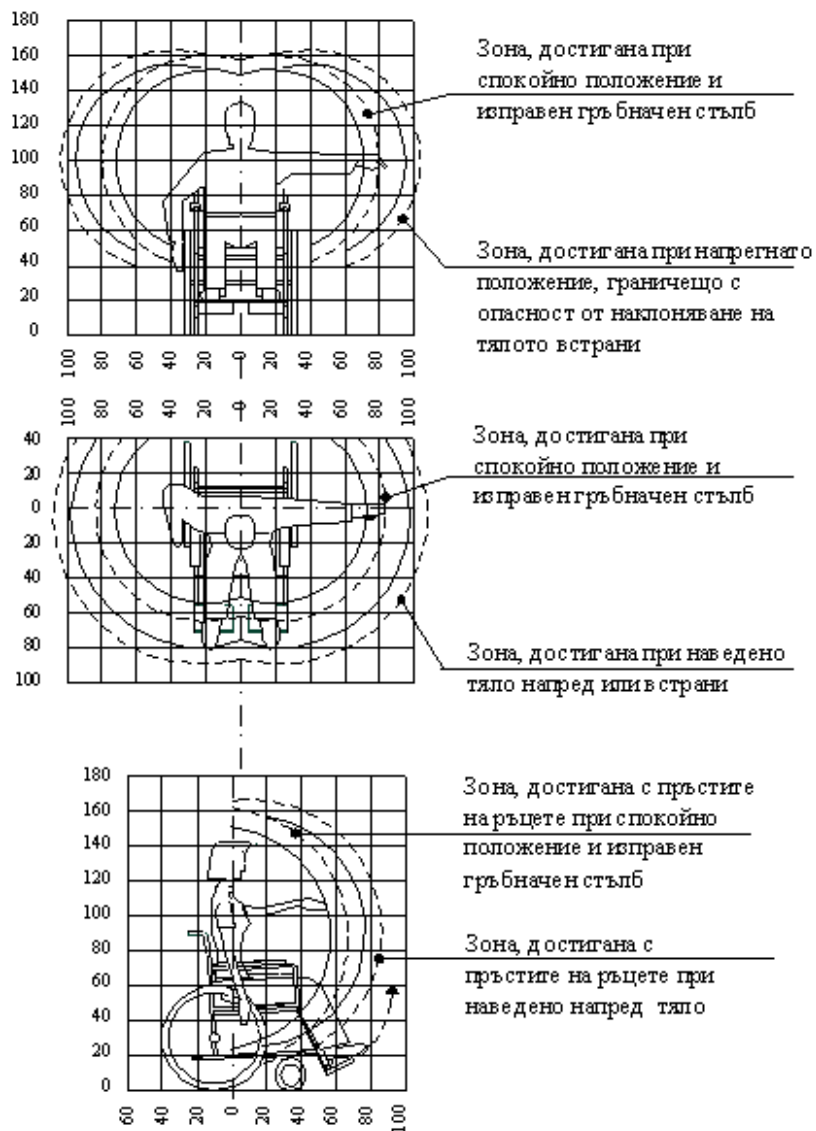 180
160
140
120
100
80
60
40
20
0
100 80 60 40 20 0 20 40 60 80 100
Зона, достигана при
спокойно положение и
изправен гръбначен стълб
Зона, достигана при напрегнато
положение, граничещо с
опасност от наклоняване на
тялото встрани
100 80 60 40 20 0 20 40 60 80 100
40
20
0
20
40
60
80
100
Зона, достигана при
спокойно положение и
изправен гръбначен стълб
Зона, достигана при наведено
тяло напред или встрани
180
160
140
120
100
80
60
40
20
0
60 40 20 0 20 40 60 80 100
Зона, достигана с пръстите
на ръцете при спокойно
положение и изправен
гръбначен стълб
Зона, достигана с
пръстите на ръцете при
наведено напред тяло